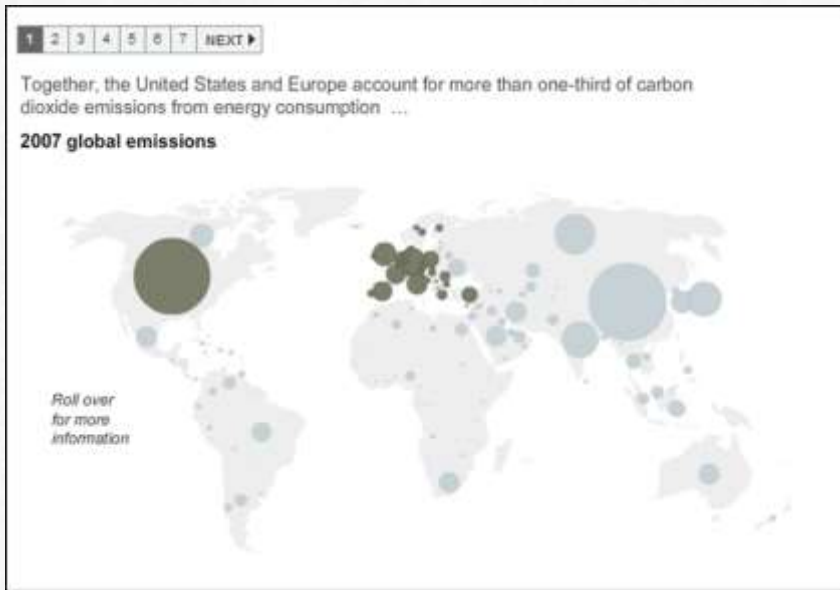 1 2 3 4 5 6 7 NEXT
Together, the United States and Europe account for more than one-third of carbon
dioxide emissions from energy consumption ...
2007 global emissions
Roll over
for more
information